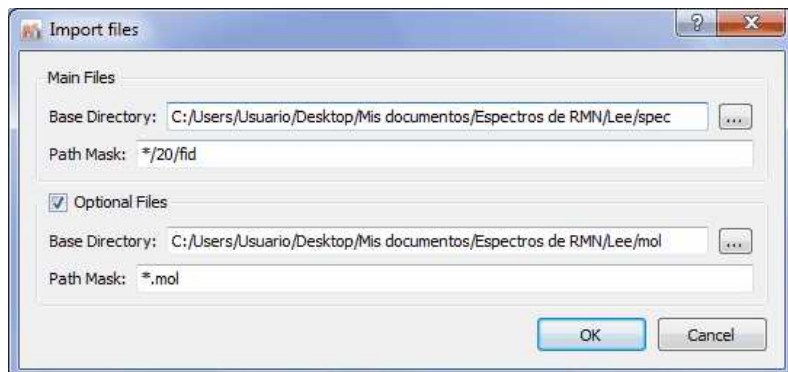 Import files
Main Files
Base Directory: C:/Users/Usuario/Desktop/Mis documentos/Espectros de RMN/Lee/spec ...
Path Mask: */20/fid
Optional Files
Base Directory: C:/Users/Usuario/Desktop/Mis documentos/Espectros de RMN/Lee/mol ...
Path Mask: *.mol
OK Cancel